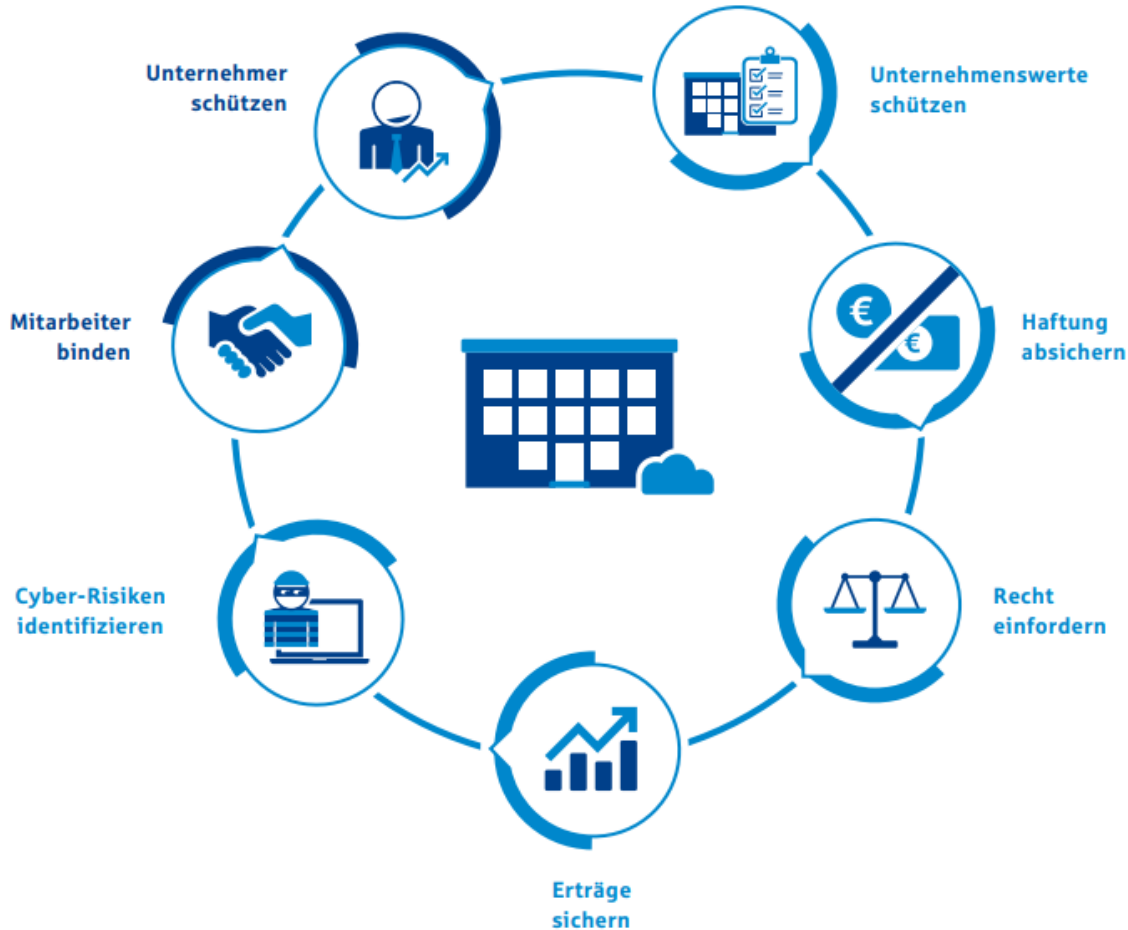 Unternehmer
schützen
Unternehmenswerte
schützen
€
€
Haftung
absichern
Recht
einfordern
Erträge
sichern
Cyber-Risiken
identifizieren
Mitarbeiter
binden